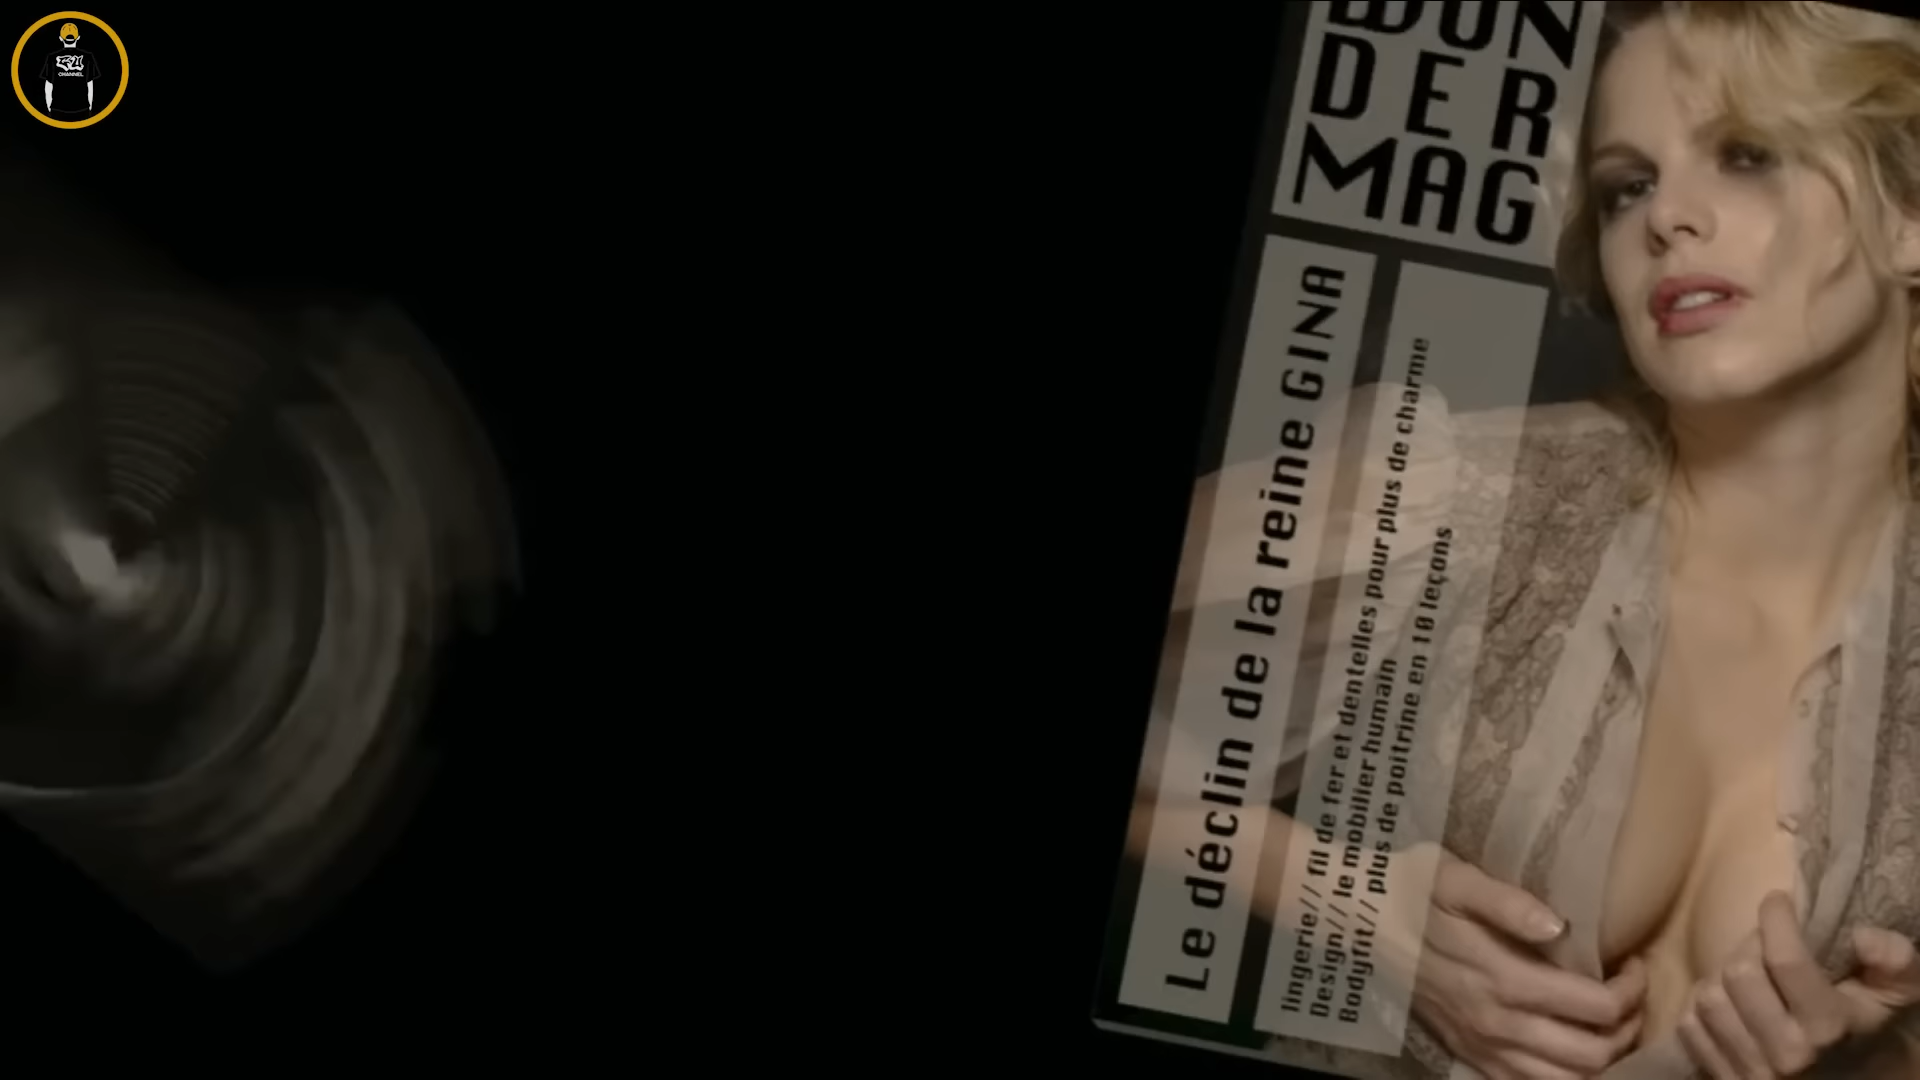 CHANNEL
WON
DER
MAG
Le déclin de la reine GINA
lingerie// fil de fer et dentelles pour plus de charme
Design// le mobilier humain
Bodyfit// plus de poitrine en 10 leçons